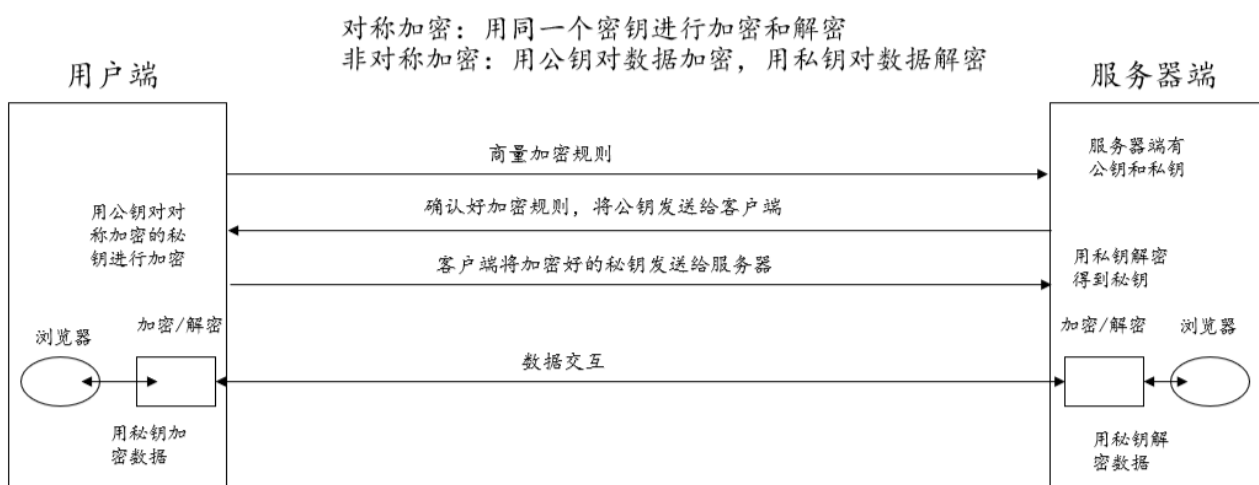 对称加密：用同一个密钥进行加密和解密
非对称加密：用公钥对数据加密，用私钥对数据解密
用户端
服务器端
商量加密规则
服务器端有
公钥和私钥
确认好加密规则，将公钥发送给客户端
用公钥对对
称加密的秘
钥进行加密
客户端将加密好的秘钥发送给服务器
用私钥解密
得到秘钥
浏览器
加密/解密
数据交互
加密/解密
浏览器
用秘钥加
密数据
用秘钥解
密数据